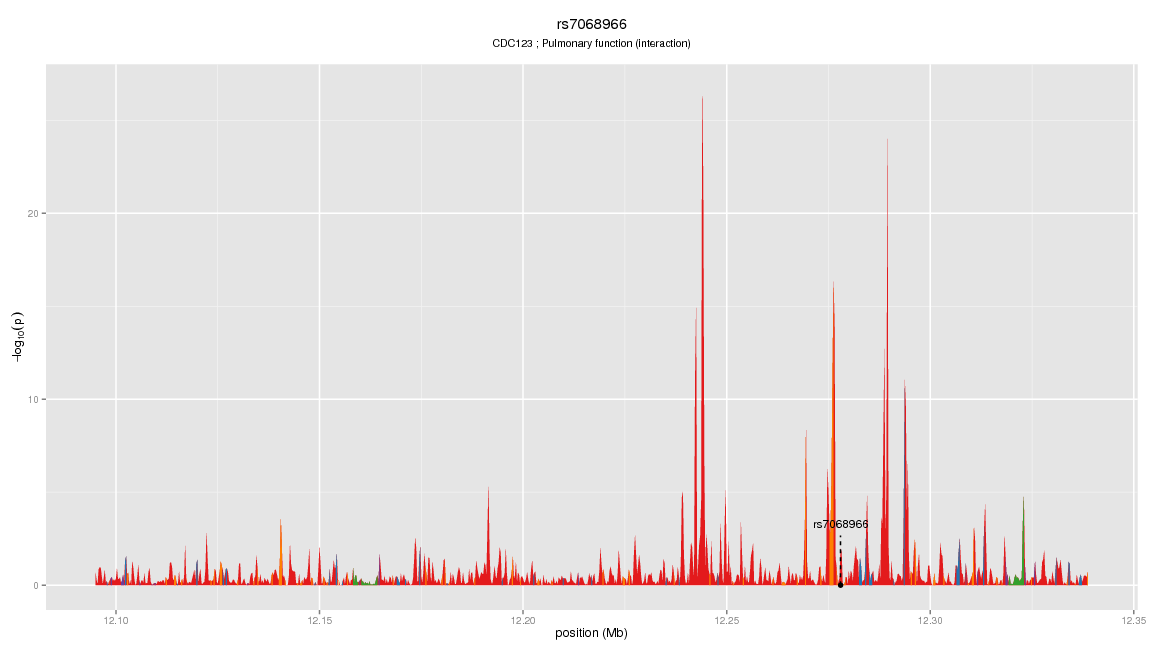 rs7068966
CDC123 ; Pulmonary function (interaction)
−log10(p)
20
10
0
rs7068966
12.10
12.15
12.20
12.25
12.30
12.35
position (Mb)